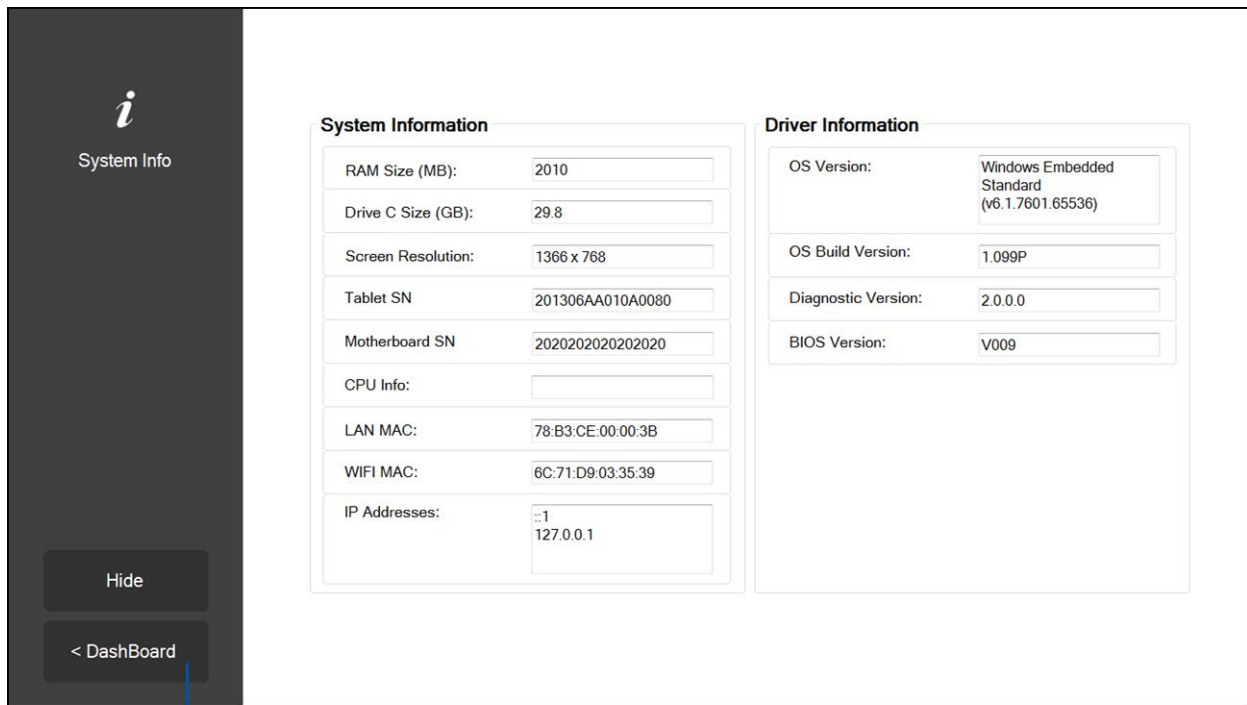 i
System Info
Hide
< DashBoard
System Information
RAM Size (MB): 2010
Drive C Size (GB): 29.8
Screen Resolution: 1366 x 768
Tablet SN 201306AA010A0080
Motherboard SN 2020202020202020
CPU Info:
LAN MAC: 78:B3:CE:00:00:3B
WIFI MAC: 6C:71:D9:03:35:39
IP Addresses: ::1
127.0.0.1
Driver Information
OS Version: Windows Embedded
Standard
(v6.1.7601.65536)
OS Build Version: 1.099P
Diagnostic Version: 2.0.0.0
BIOS Version: V009